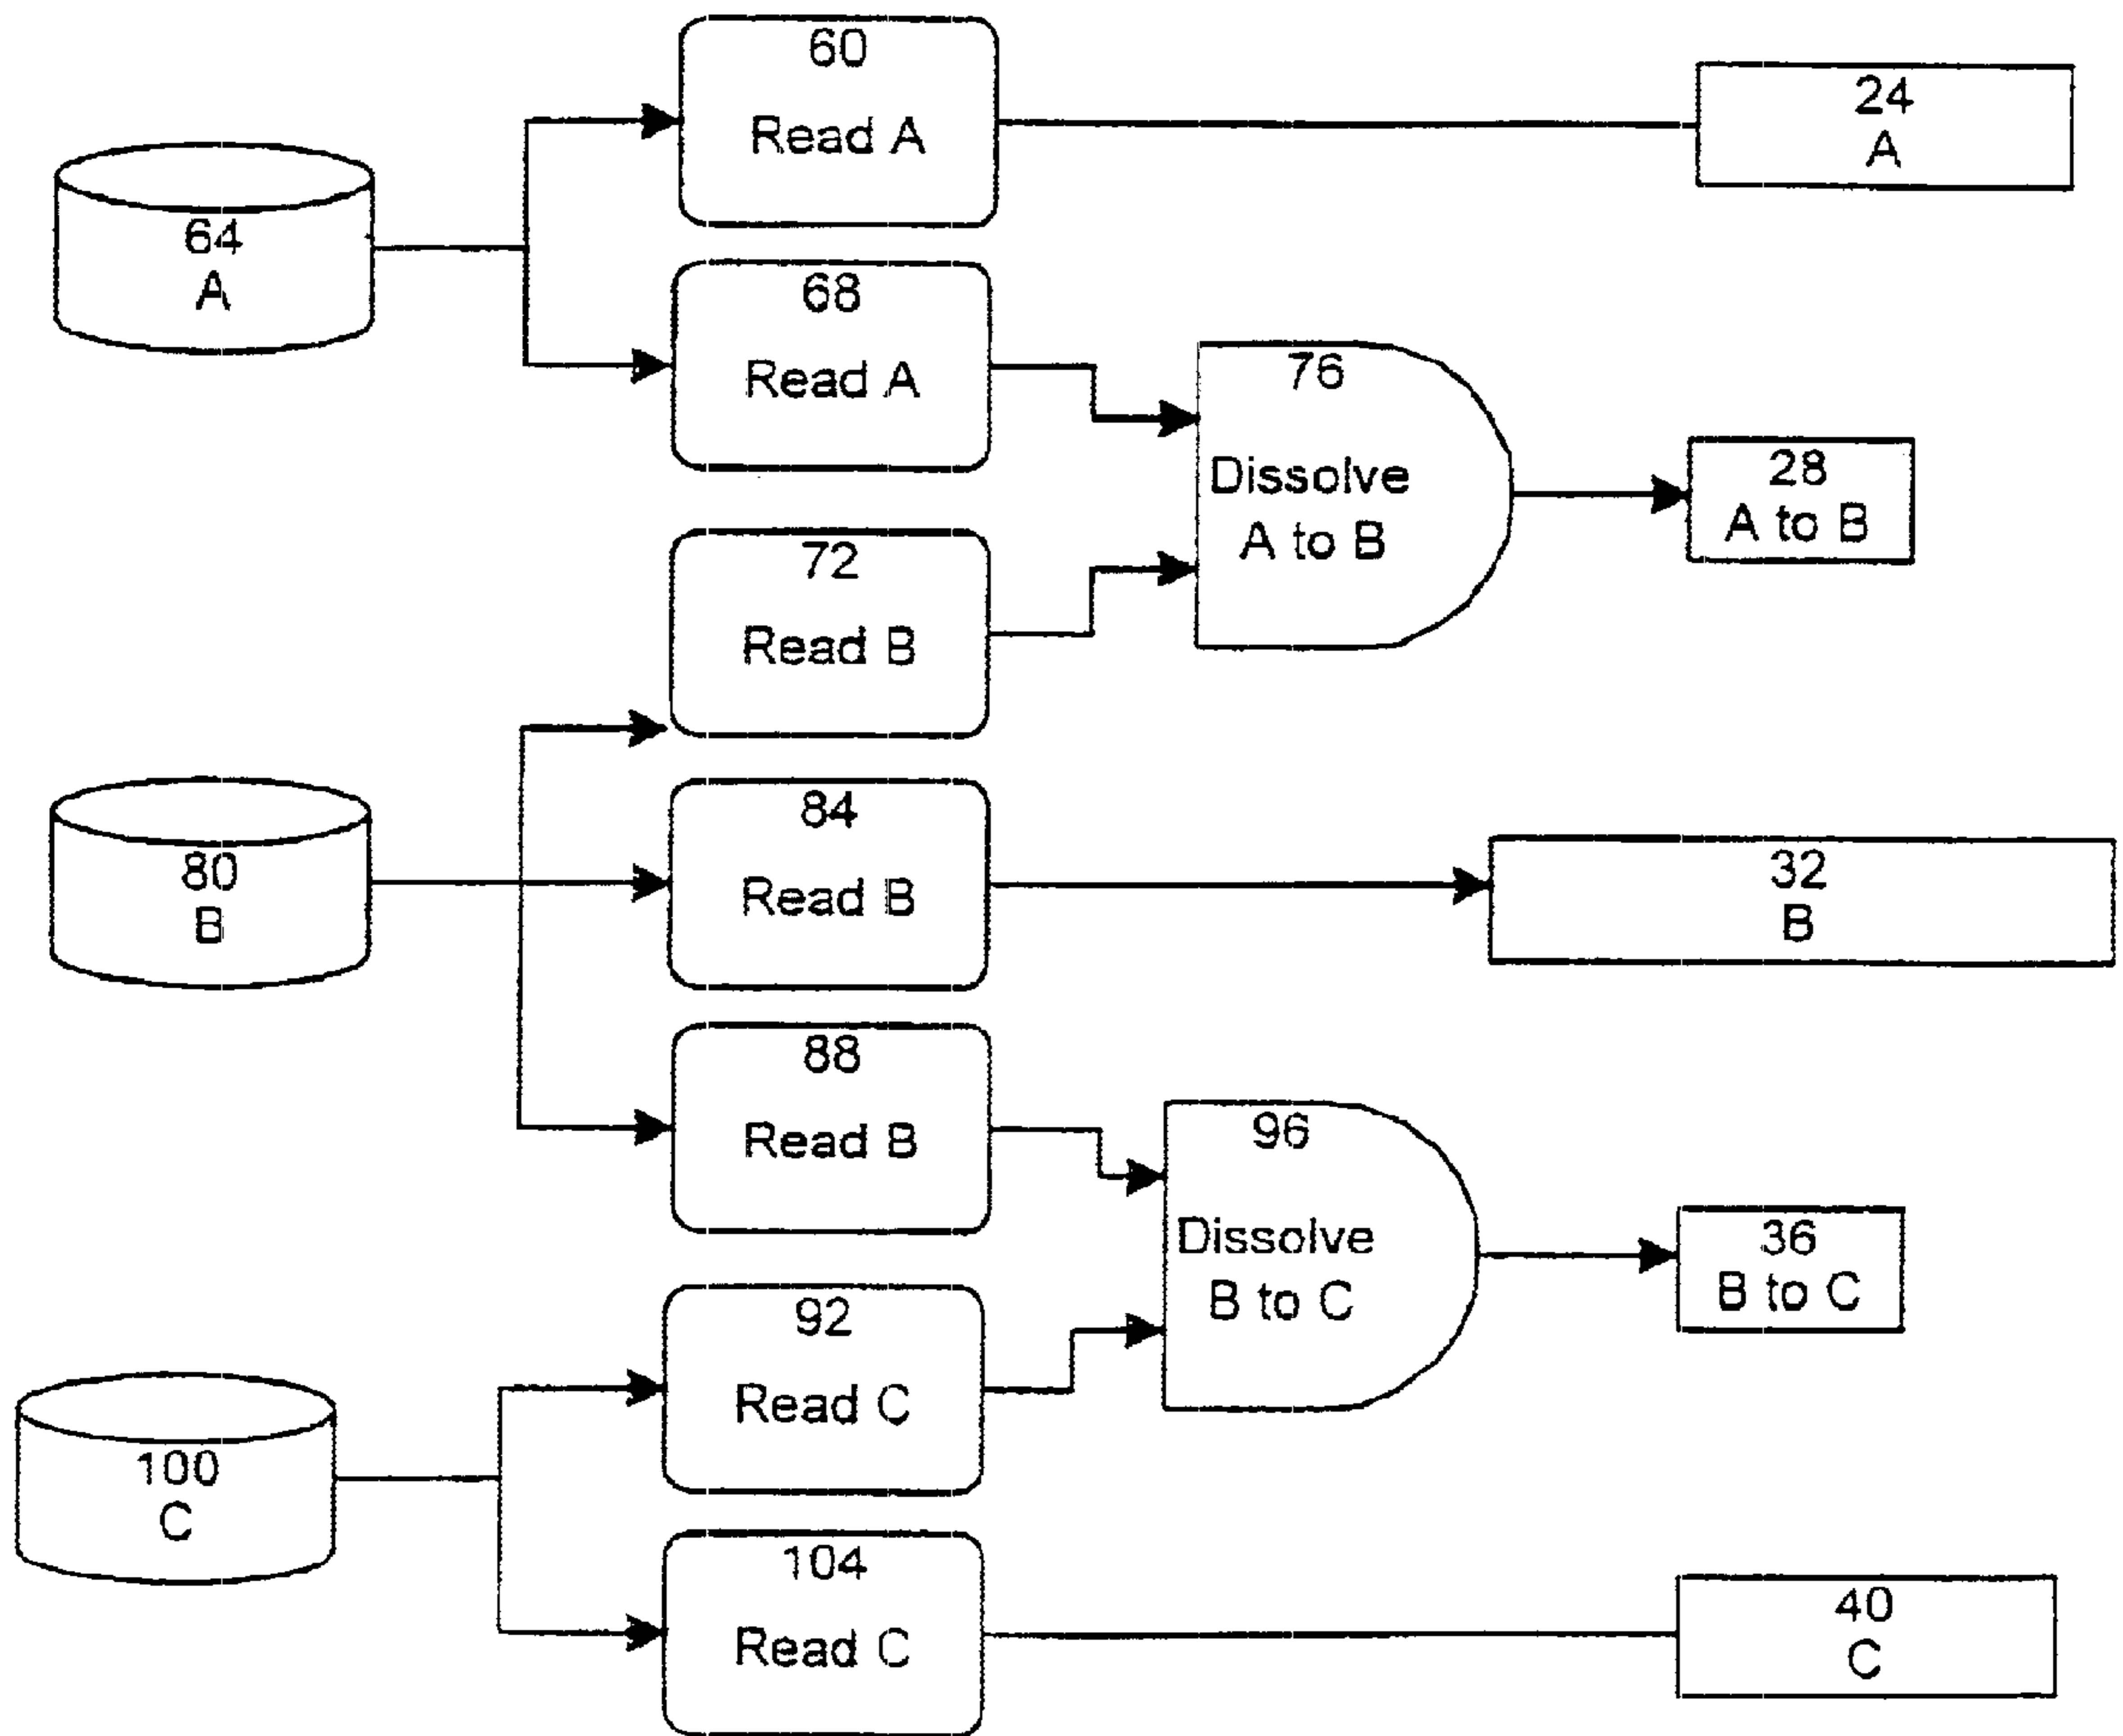 60
Read A
24
A
64
A
68
Read A
76
Dissolve
A to B
28
A to B
72
Read B
80
B
84
Read B
32
B
88
Read B
96
Dissolve
B to C
36
B to C
92
Read C
100
C
104
Read C
40
C